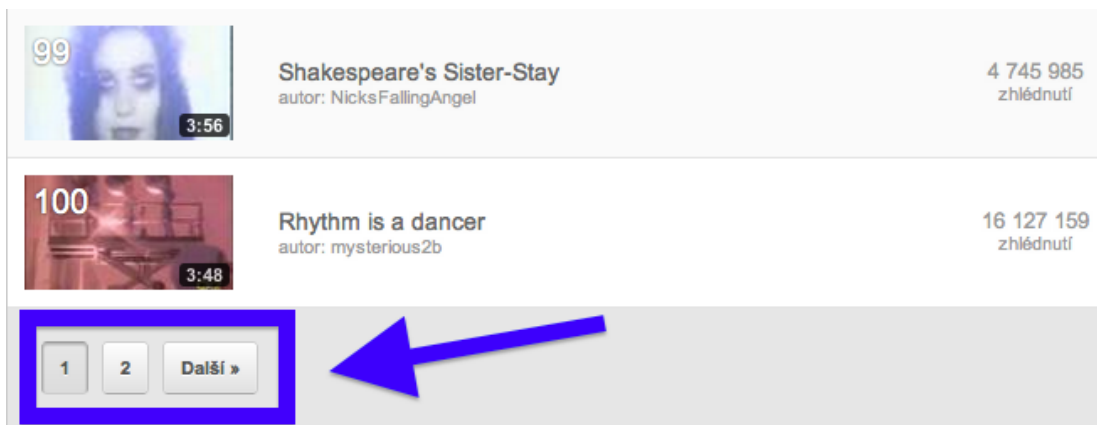 99
3:56
Shakespeare's Sister-Stay
autor: NicksFallingAngel
4 745 985
zhlédnutí
100
3:48
Rhythm is a dancer
autor: mysterious2b
16 127 159
zhlédnutí
1 2 Další »